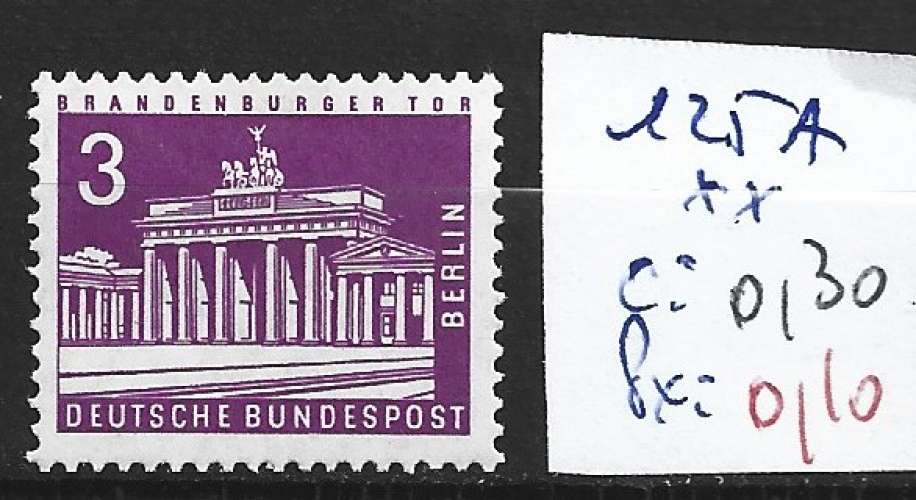 BRANDENBURGER TOR
3
BERLIN
DEUTSCHE BUNDESPOST
125A
**
C: 0,30
Px: 0,10